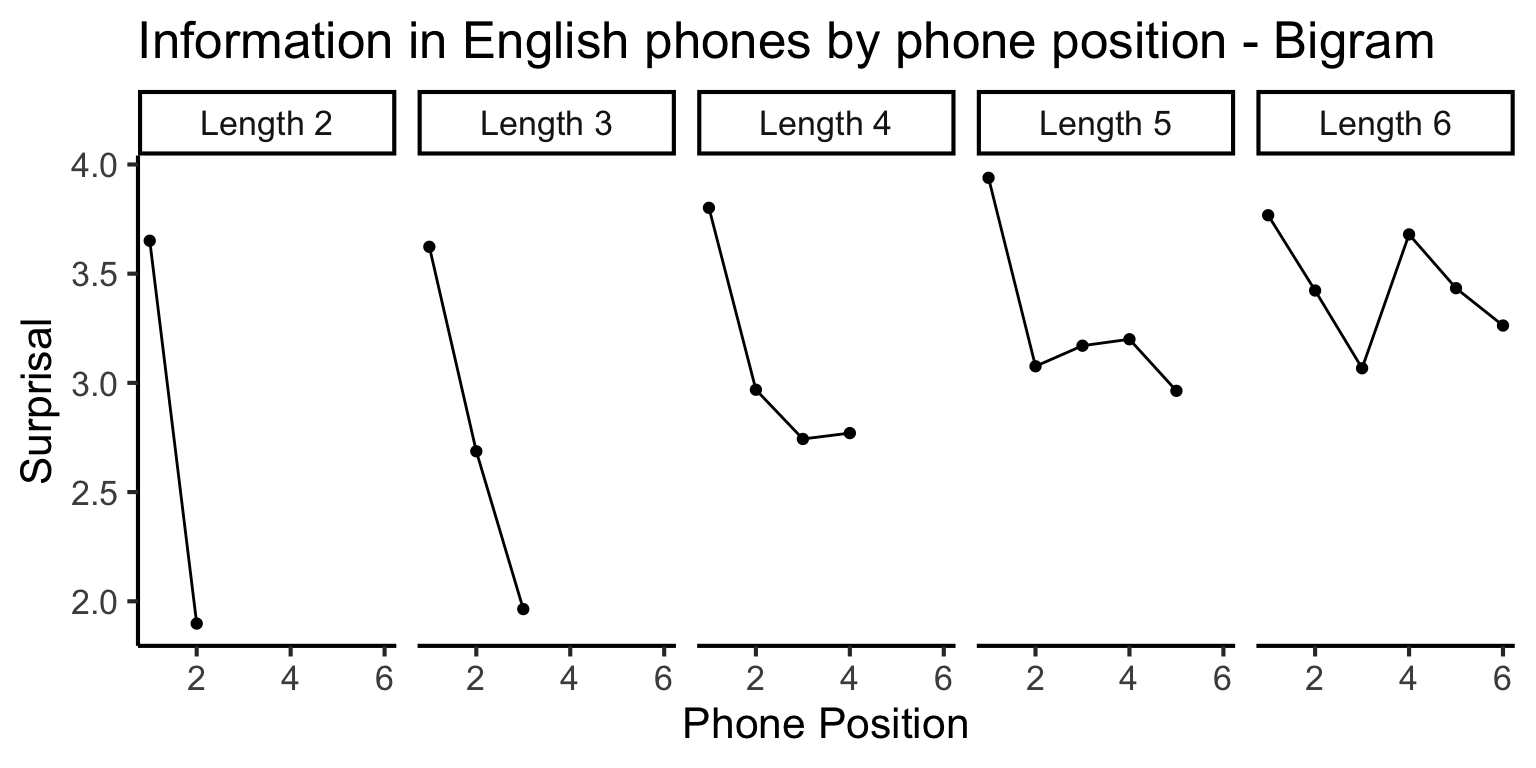 Information in English phones by phone position - Bigram
Length 2 Length 3 Length 4 Length 5 Length 6
4.0
3.5
3.0
2.5
2.0
Surprisal
2 4 6 2 4 6 2 4 6 2 4 6 2 4 6
Phone Position